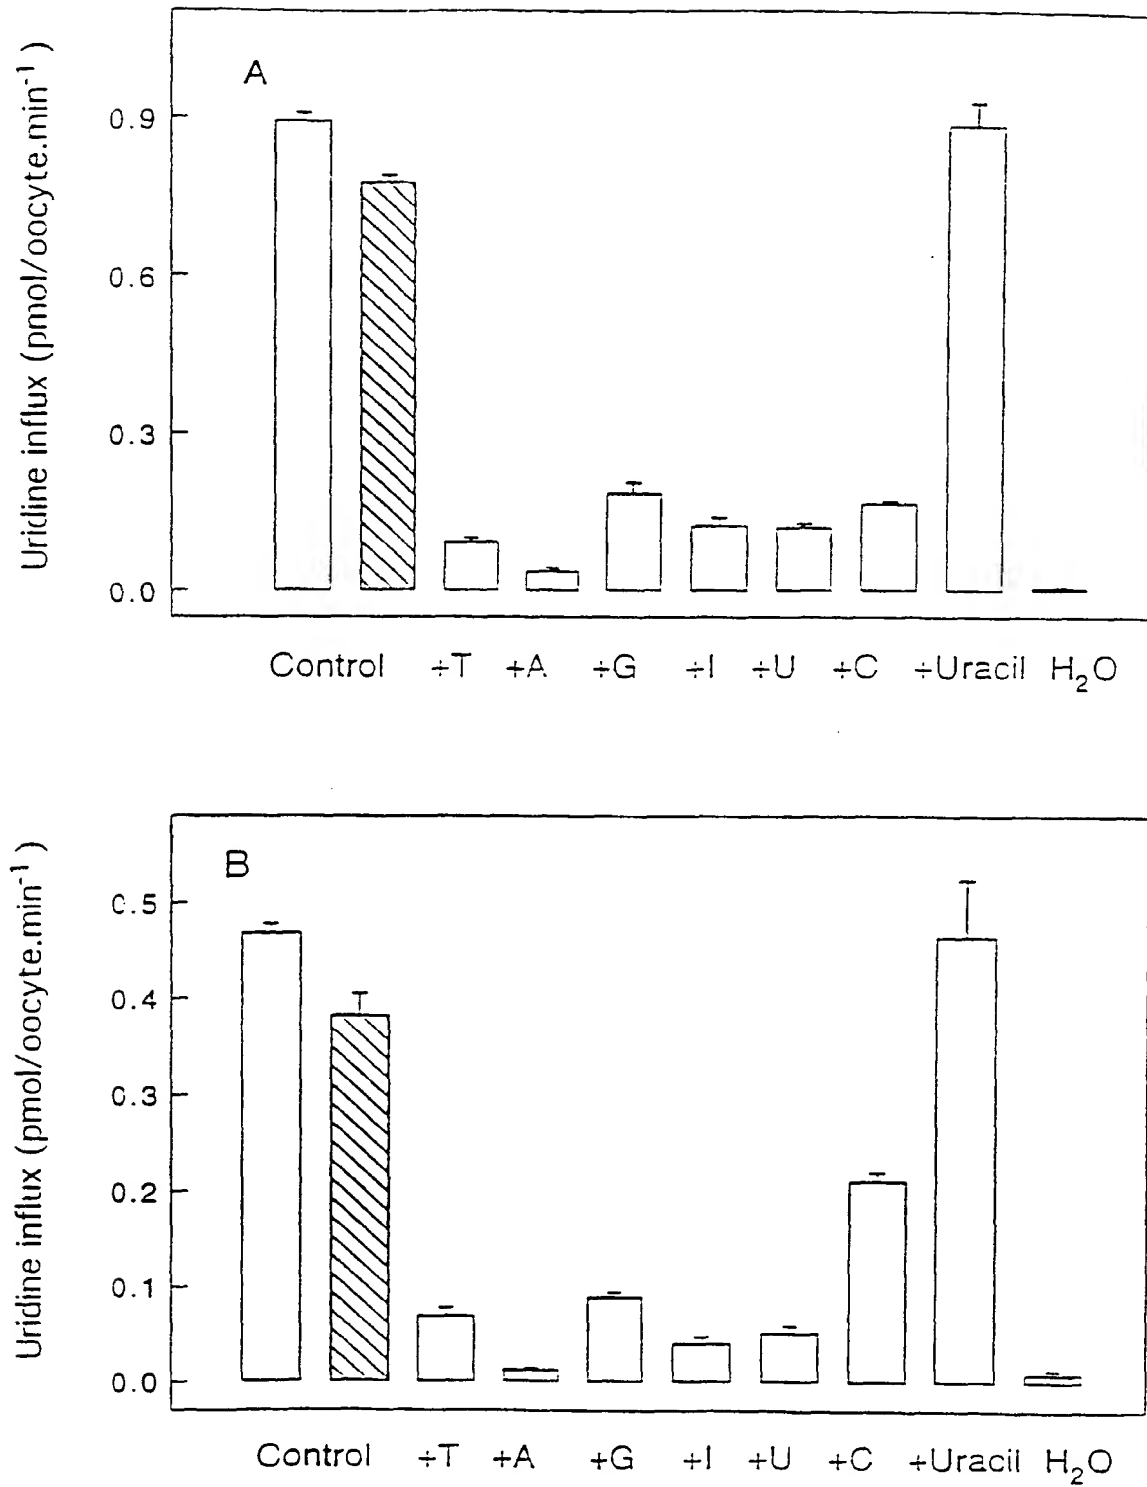 A
Uridine influx (pmol/oocyte.min⁻¹)
0.9
0.6
0.3
0.0
Control +T +A +G +I +U +C +Uracil H₂O
B
Uridine influx (pmol/oocyte.min⁻¹)
0.5
0.4
0.3
0.2
0.1
0.0
Control +T +A +G +I +U +C +Uracil H₂O